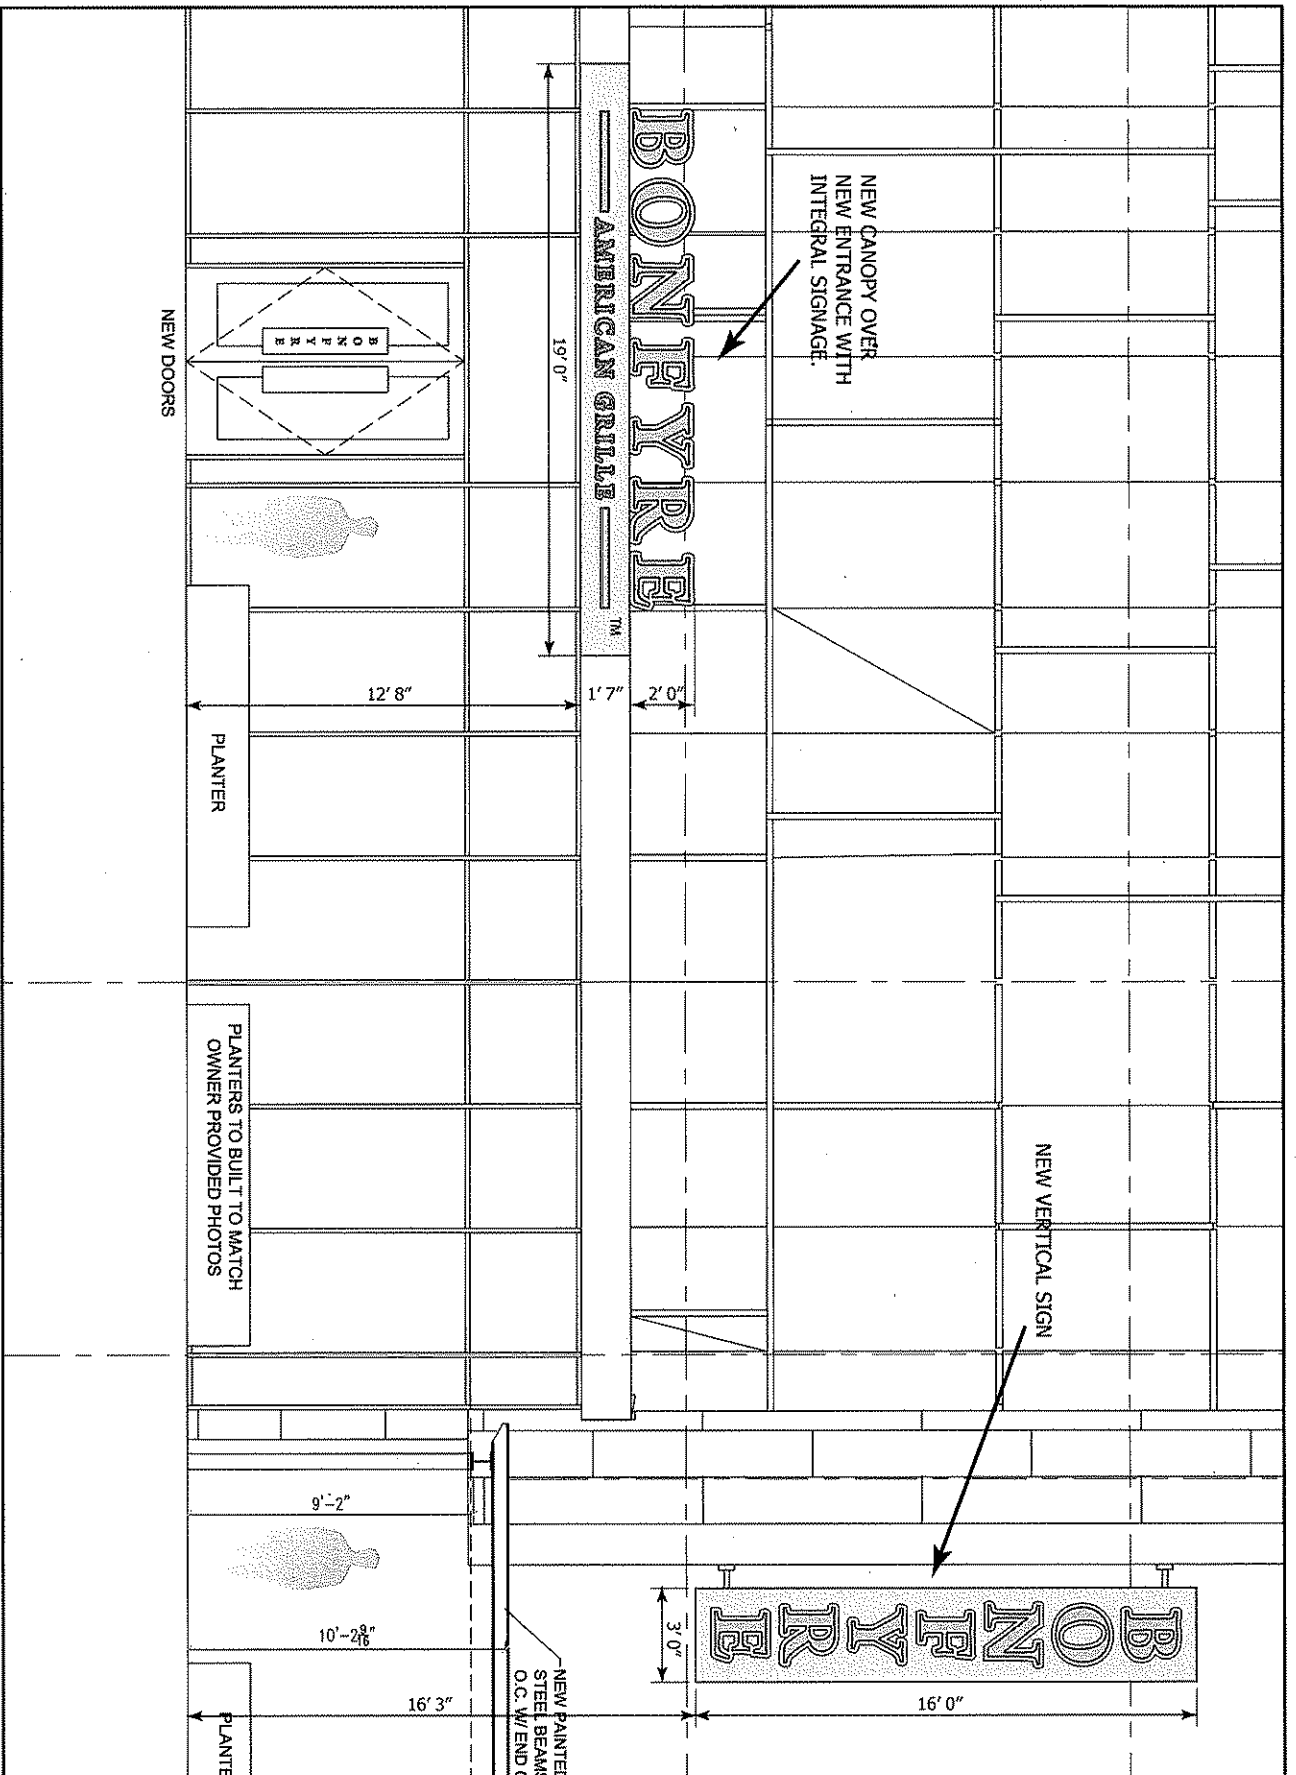 NEW CANOPY OVER
NEW ENTRANCE WITH
INTEGRAL SIGNAGE.
NEW VERTICAL SIGN
BONFYRE
BONEFYRE
AMERICAN GRILLE
TM
19' 0"
2' 0"
1' 7"
12' 8"
BONFYRE
NEW DOORS
PLANTER
PLANTERS TO BUILT TO MATCH
OWNER PROVIDED PHOTOS
3' 0"
16' 0"
16' 3"
9'-2"
10'-2 9/16"
NEW PAINTED
STEEL BEAMS
O.C. W/ END
PLANTE